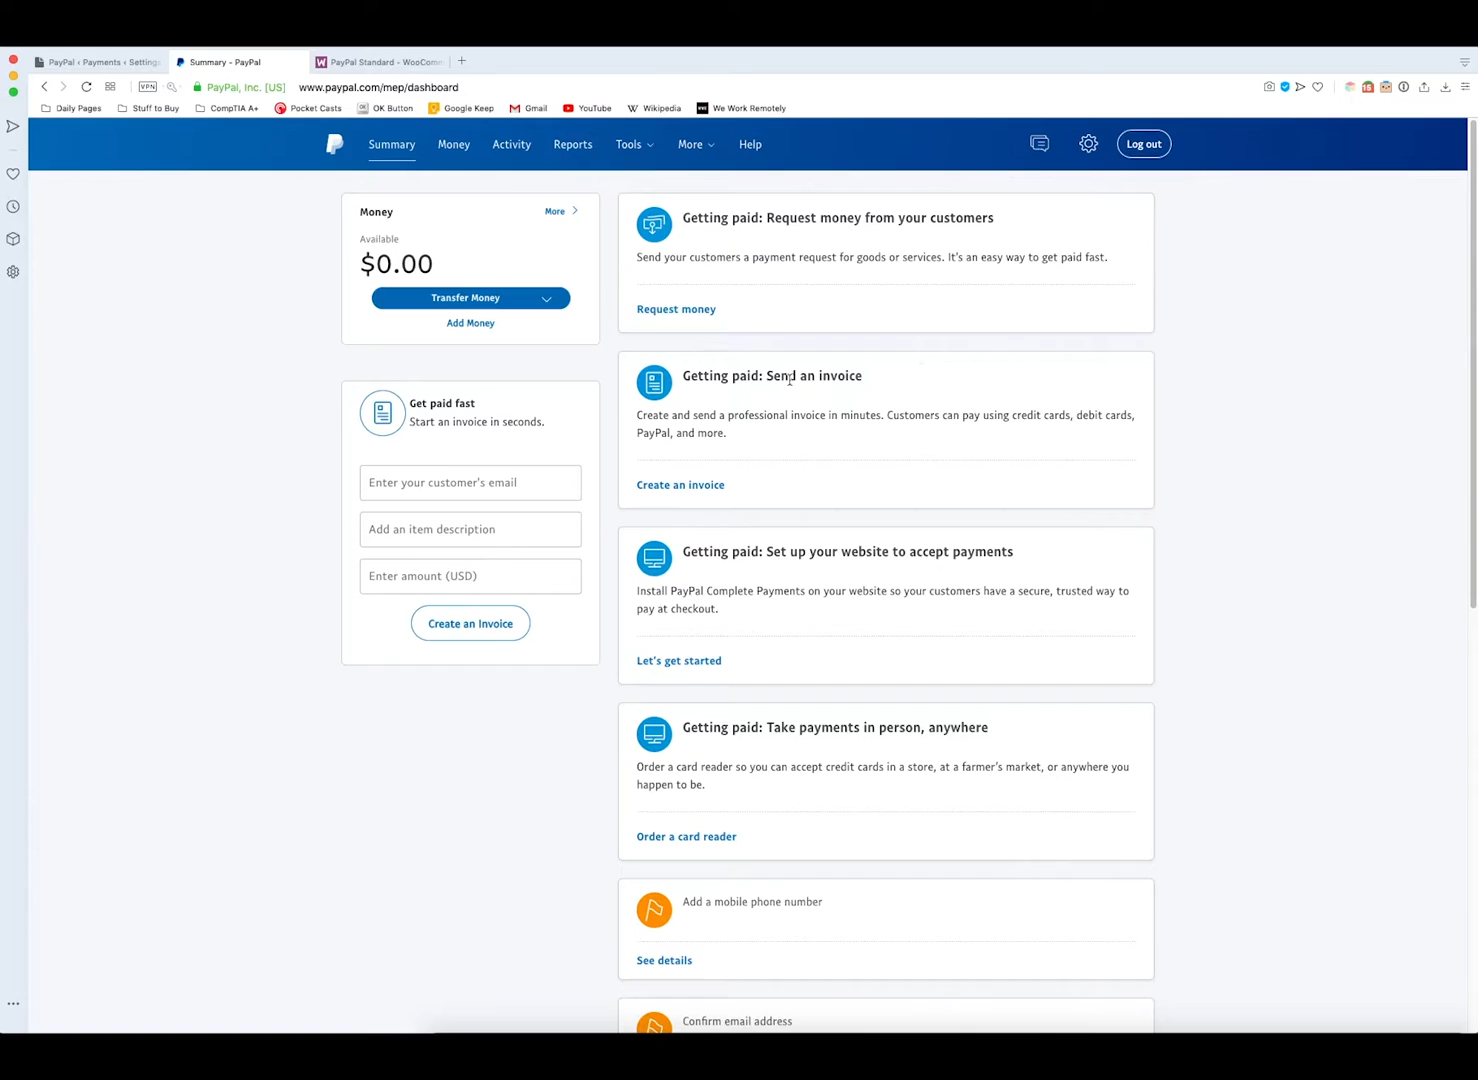 PayPal ‹ Payments ‹ Settings
Summary - PayPal
PayPal Standard - WooComm
VPN
PayPal, Inc. [US]
www.paypal.com/mep/dashboard
Daily Pages
Stuff to Buy
CompTIA A+
Pocket Casts
OK Button
Google Keep
Gmail
YouTube
Wikipedia
We Work Remotely
Summary
Money
Activity
Reports
Tools
More
Help
Log out
Money
More
Available
$0.00
Transfer Money
Add Money
Get paid fast
Start an invoice in seconds.
Enter your customer's email
Add an item description
Enter amount (USD)
Create an Invoice
Getting paid: Request money from your customers
Send your customers a payment request for goods or services. It's an easy way to get paid fast.
Request money
Getting paid: Send an invoice
Create and send a professional invoice in minutes. Customers can pay using credit cards, debit cards,
PayPal, and more.
Create an invoice
Getting paid: Set up your website to accept payments
Install PayPal Complete Payments on your website so your customers have a secure, trusted way to
pay at checkout.
Let's get started
Getting paid: Take payments in person, anywhere
Order a card reader so you can accept credit cards in a store, at a farmer's market, or anywhere you
happen to be.
Order a card reader
Add a mobile phone number
See details
Confirm email address